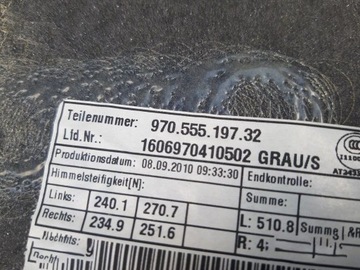 Teilenummer: 970.555.197.32
Lfd.Nr.: 1606970410502 GRAU/S
Produktionsdatum: 08.09.2010 09:33:30
Endkontrolle:
Himmelsteifigkeit[N]:
Summe:
Links: 240.1 270.7
L: 510.8 Summe
Rechts: 234.9 251.6
R: 4